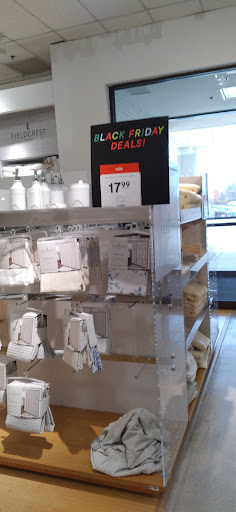 FIELDCREST
BLACK FRIDAY
DEALS!
sale
17.99